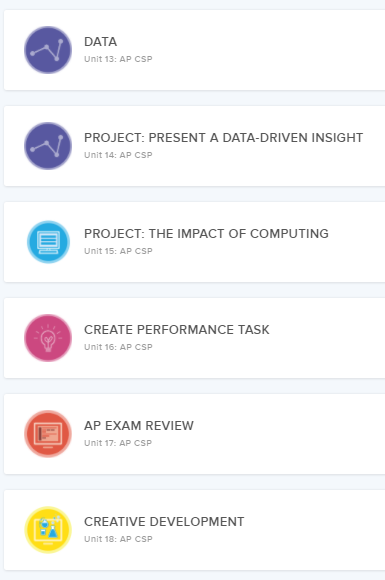 DATA
Unit 13: AP CSP
PROJECT: PRESENT A DATA-DRIVEN INSIGHT
Unit 14: AP CSP
PROJECT: THE IMPACT OF COMPUTING
Unit 15: AP CSP
CREATE PERFORMANCE TASK
Unit 16: AP CSP
AP EXAM REVIEW
Unit 17: AP CSP
CREATIVE DEVELOPMENT
Unit 18: AP CSP